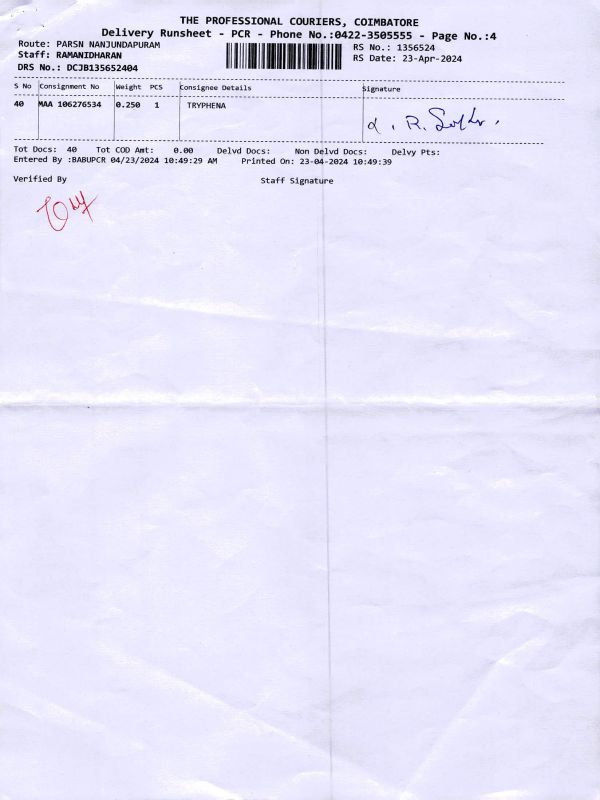 THE PROFESSIONAL COURIERS, COIMBATORE
Delivery Runsheet - PCR - Phone No.:0422-3505555 - Page No.:4
Route: PARSN NANJUNDAPURAM
RS No.: 1356524
Staff: RAMANIDHARAN
RS Date: 23-Apr-2024
DRS No.: DCJB135652404
S No Consignment No Weight PCS Consignee Details Signature
40 MAA 106276534 0.250 1 TRYPHENA
Tot Docs: 40 Tot COD Amt: 0.00 Delvd Docs: Non Delvd Docs: Delvy Pts:
Entered By :BABUPCR 04/23/2024 10:49:29 AM Printed On: 23-04-2024 10:49:39
Verified By Staff Signature